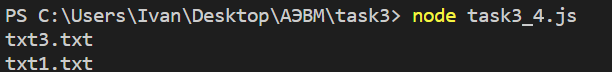 PS C:\Users\Ivan\Desktop\АЭВМ\task3> node task3_4.js
txt3.txt
txt1.txt